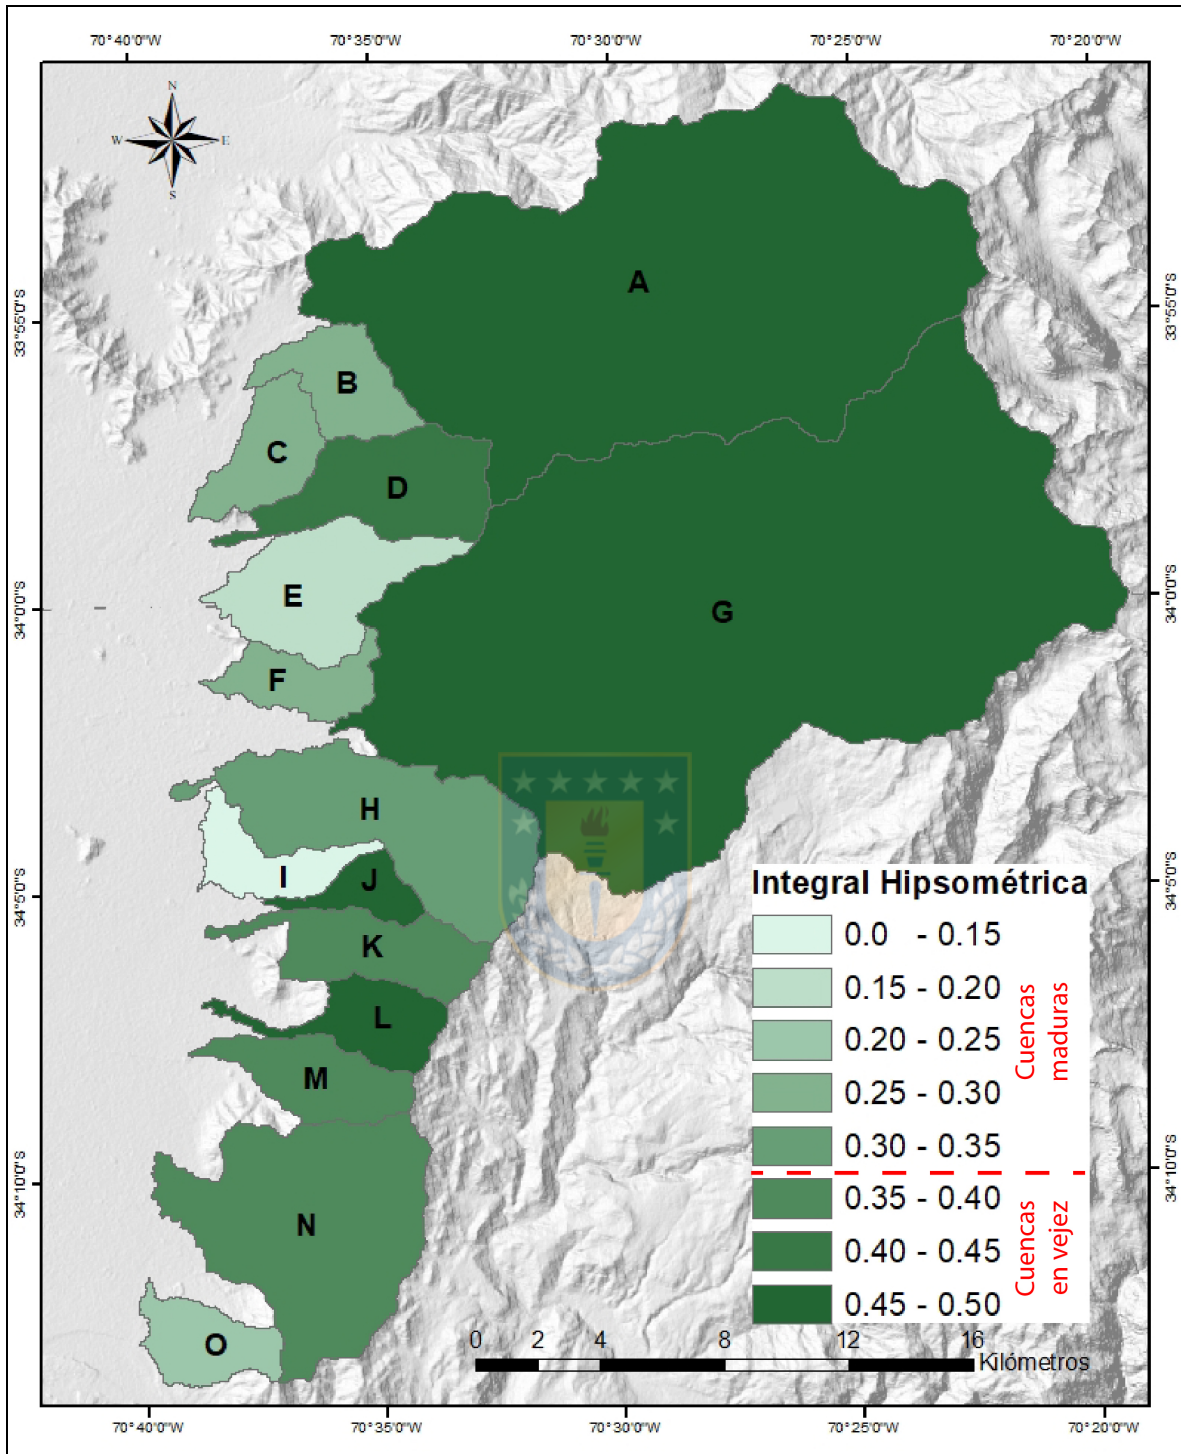 70°40'0"W 70°35'0"W 70°30'0"W 70°25'0"W 70°20'0"W
N
W E
S
33°55'0"S 33°55'0"S
34°0'0"S 34°0'0"S
34°5'0"S 34°5'0"S
34°10'0"S 34°10'0"S
A
B
C
D
E
G
F
H
I
J
K
L
M
N
O
Integral Hipsométrica
0.0 - 0.15
0.15 - 0.20
0.20 - 0.25
0.25 - 0.30
0.30 - 0.35
Cuencas
maduras
0.35 - 0.40
0.40 - 0.45
0.45 - 0.50
Cuencas
en vejez
0 2 4 8 12 16
Kilómetros
70°40'0"W 70°35'0"W 70°30'0"W 70°25'0"W 70°20'0"W